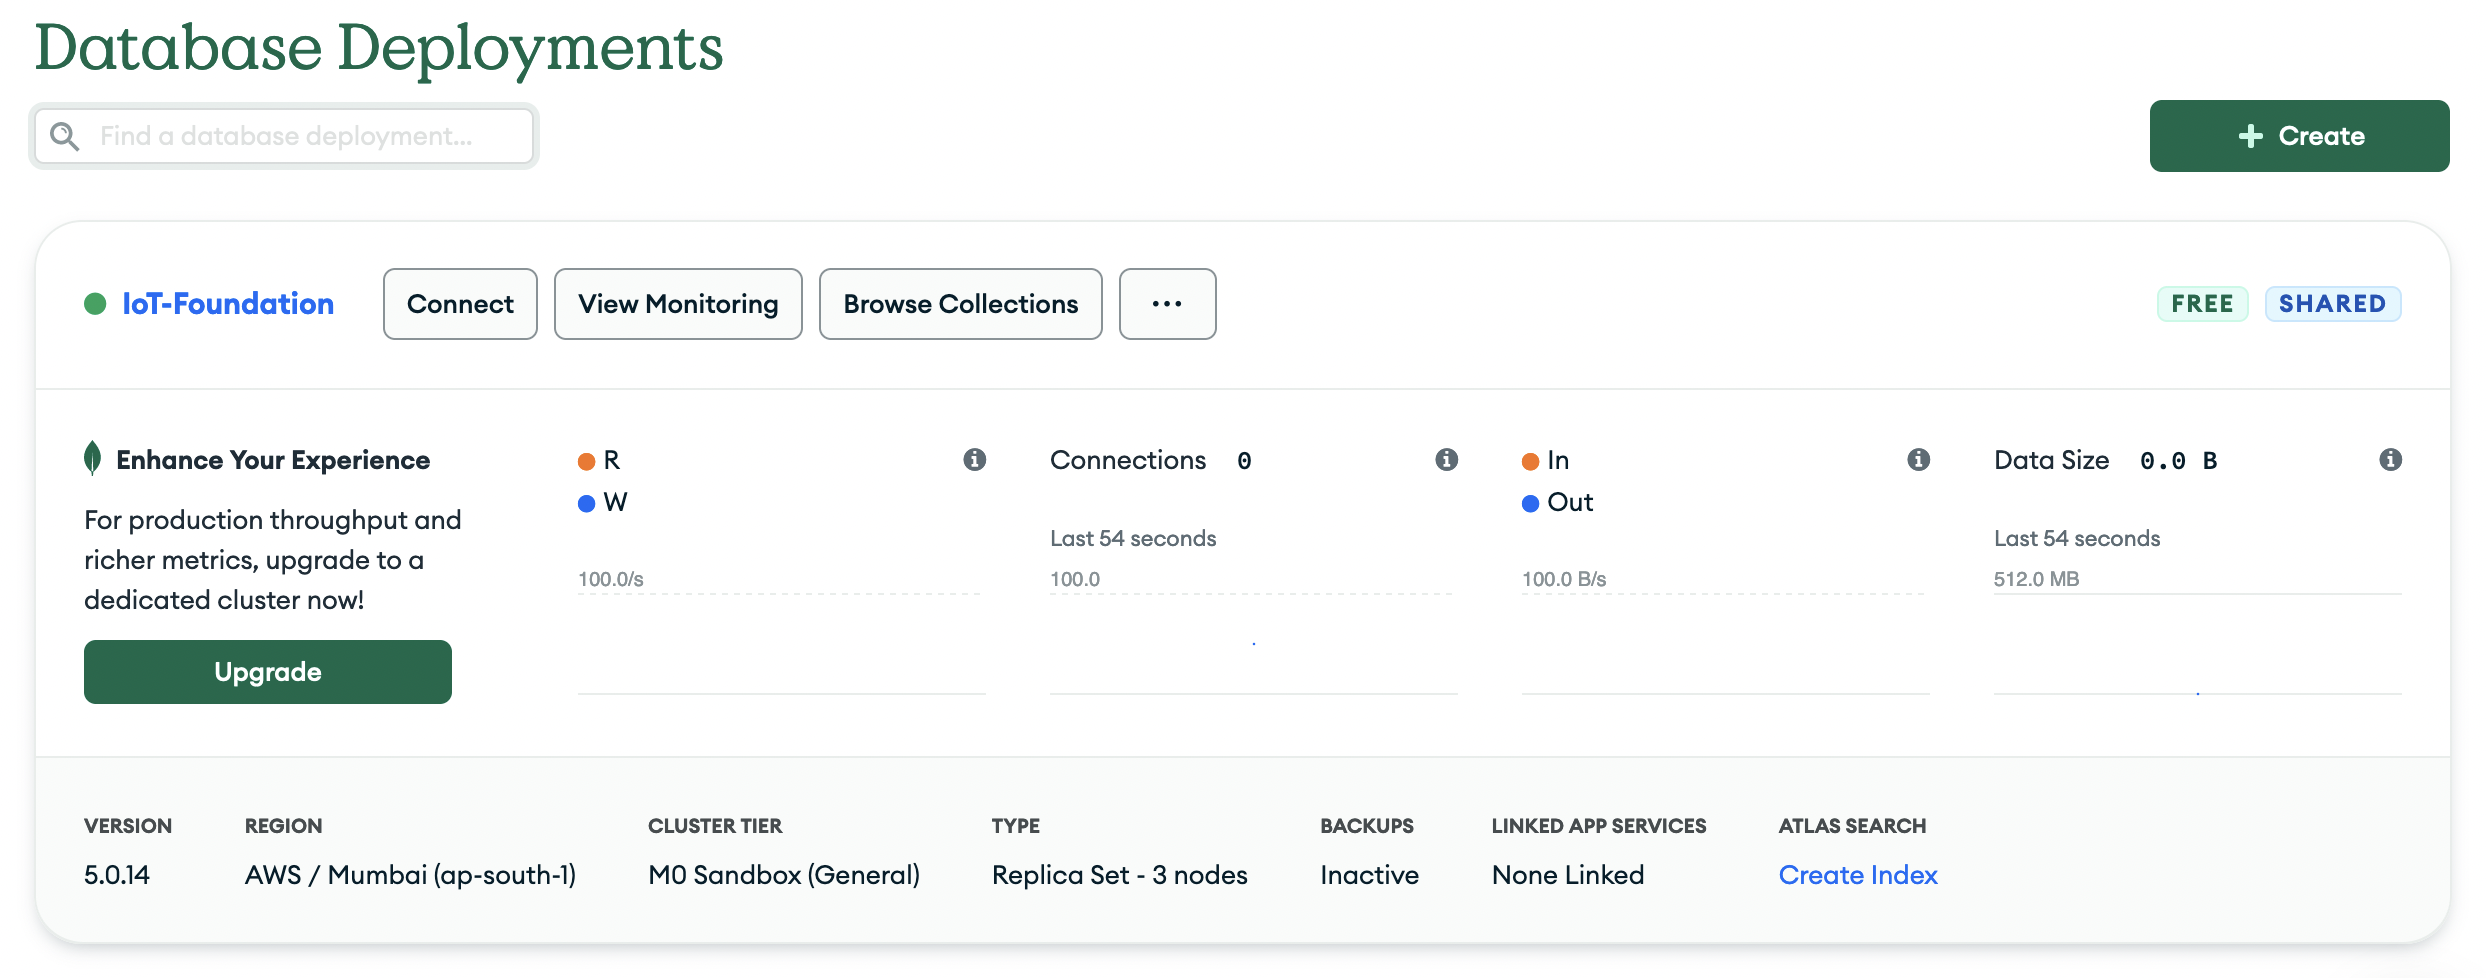 Database Deployments
Find a database deployment...
+ Create
IoT-Foundation
Connect
View Monitoring
Browse Collections
...
FREE
SHARED
Enhance Your Experience
For production throughput and
richer metrics, upgrade to a
dedicated cluster now!
Upgrade
R
W
100.0/s
Connections 0
Last 54 seconds
100.0
In
Out
100.0 B/s
Data Size 0.0 B
Last 54 seconds
512.0 MB
VERSION
5.0.14
REGION
AWS / Mumbai (ap-south-1)
CLUSTER TIER
M0 Sandbox (General)
TYPE
Replica Set - 3 nodes
BACKUPS
Inactive
LINKED APP SERVICES
None Linked
ATLAS SEARCH
Create Index